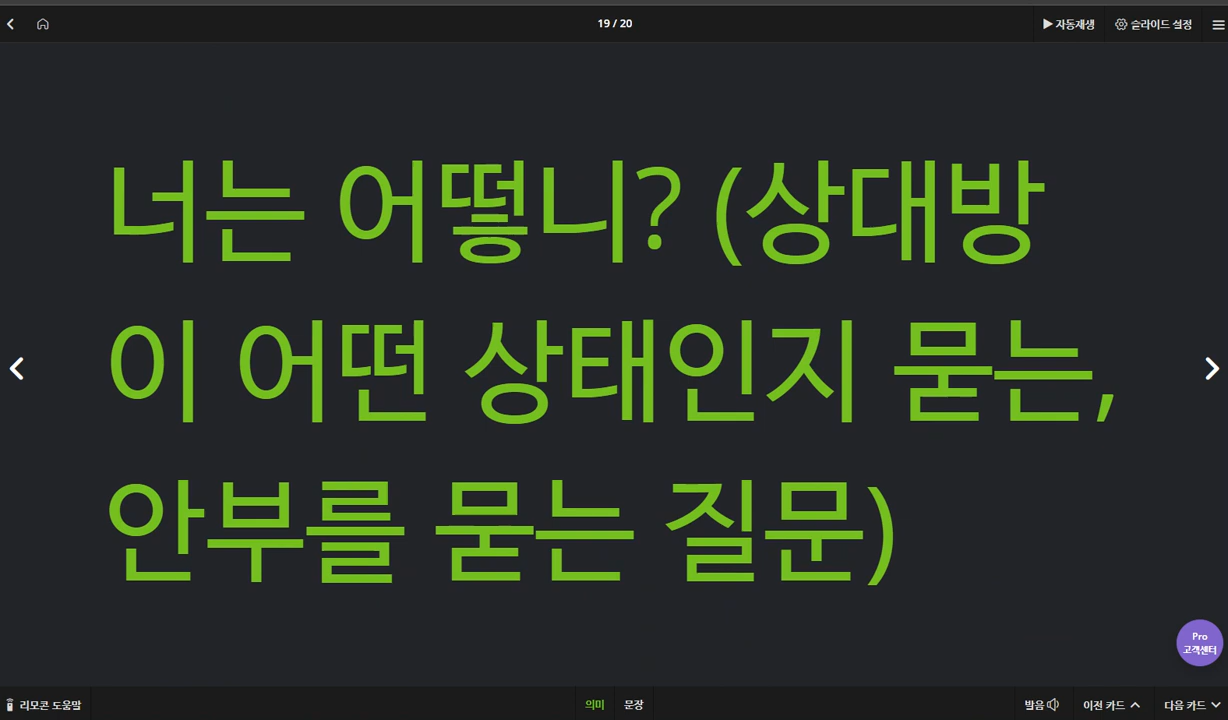 19 / 20
▶ 자동재생
슬라이드 설정
너는 어떻니? (상대방
이 어떤 상태인지 묻는,
안부를 묻는 질문)
Pro
고객센터
리모콘 도움말
의미
문장
발음
이전 카드
다음 카드